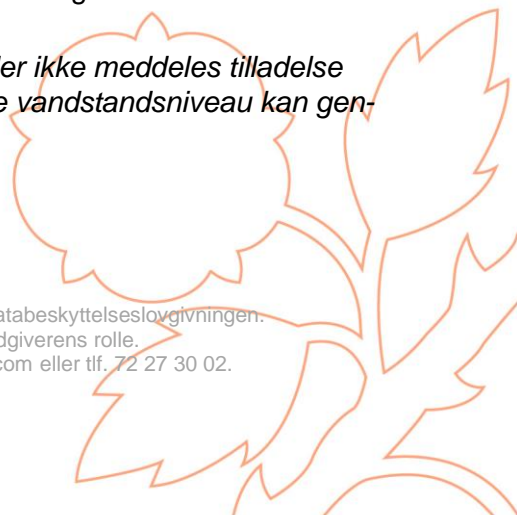 der ikke meddeles tilladelse
vandstandsniveau kan gen-
atabeskyttelseslovgivningen.
dgiverens rolle.
com eller tlf. 72 27 30 02.